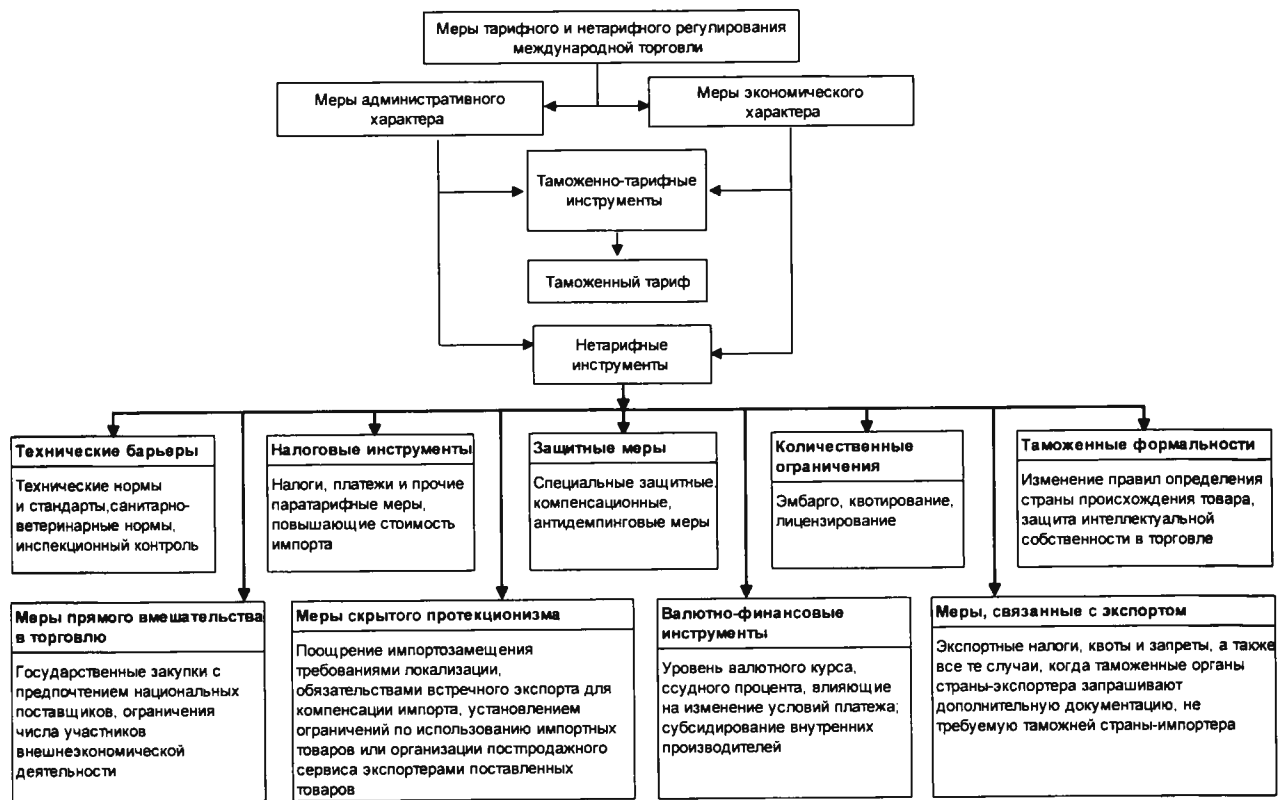 Меры тарифного и нетарифного регулирования
международной торговли
Меры административного
характера
Меры экономического
характера
Таможенно-тарифные
инструменты
Таможенный тариф
Нетарифные
инструменты
Технические барьеры
Технические нормы
и стандарты,санитарно-
ветеринарные нормы,
инспекционный контроль
Налоговые инструменты
Налоги, платежи и прочие
паратарифные меры,
повышающие стоимость
импорта
Защитные меры
Специальные защитные,
компенсационные,
антидемпинговые меры
Количественные
ограничения
Эмбарго, квотирование,
лицензирование
Таможенные формальности
Изменение правил определения
страны происхождения товара,
защита интеллектуальной
собственности в торговле
Меры прямого вмешательства
в торговлю
Государственные закупки с
предпочтением национальных
поставщиков, ограничения
числа участников
внешнеэкономической
деятельности
Меры скрытого протекционизма
Поощрение импортозамещения
требованиями локализации,
обязательствами встречного экспорта для
компенсации импорта, установлением
ограничений по использованию импортных
товаров или организации постпродажного
сервиса экспортерами поставленных
товаров
Валютно-финансовые
инструменты
Уровень валютного курса,
ссудного процента, влияющие
на изменение условий платежа;
субсидирование внутренних
производителей
Меры, связанные с экспортом
Экспортные налоги, квоты и запреты, а также
все те случаи, когда таможенные органы
страны-экспортера запрашивают
дополнительную документацию, не
требуемую таможней страны-импортера